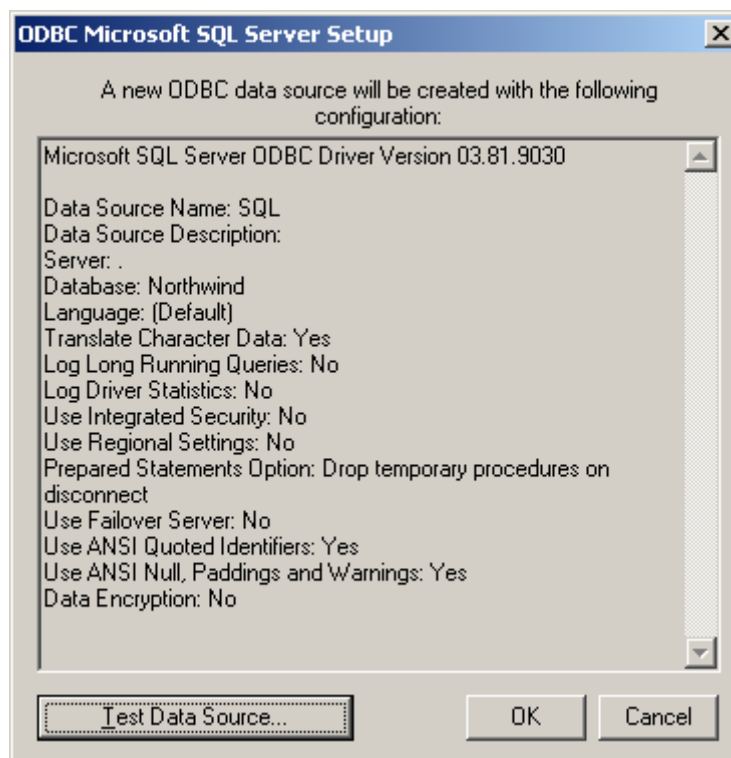 ODBC Microsoft SQL Server Setup
A new ODBC data source will be created with the following
configuration:
Microsoft SQL Server ODBC Driver Version 03.81.9030
Data Source Name: SQL
Data Source Description:
Server: .
Database: Northwind
Language: (Default)
Translate Character Data: Yes
Log Long Running Queries: No
Log Driver Statistics: No
Use Integrated Security: No
Use Regional Settings: No
Prepared Statements Option: Drop temporary procedures on
disconnect
Use Failover Server: No
Use ANSI Quoted Identifiers: Yes
Use ANSI Null, Paddings and Warnings: Yes
Data Encryption: No
Test Data Source... OK Cancel